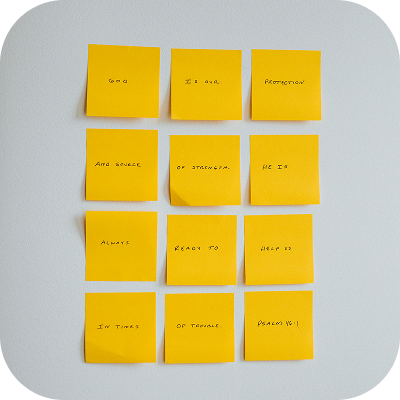 GOD IS OUR PROTECTION
AND SOURCE OF STRENGTH. HE IS
ALWAYS READY TO HELP US
IN TIMES OF TROUBLE. PSALM 46:1